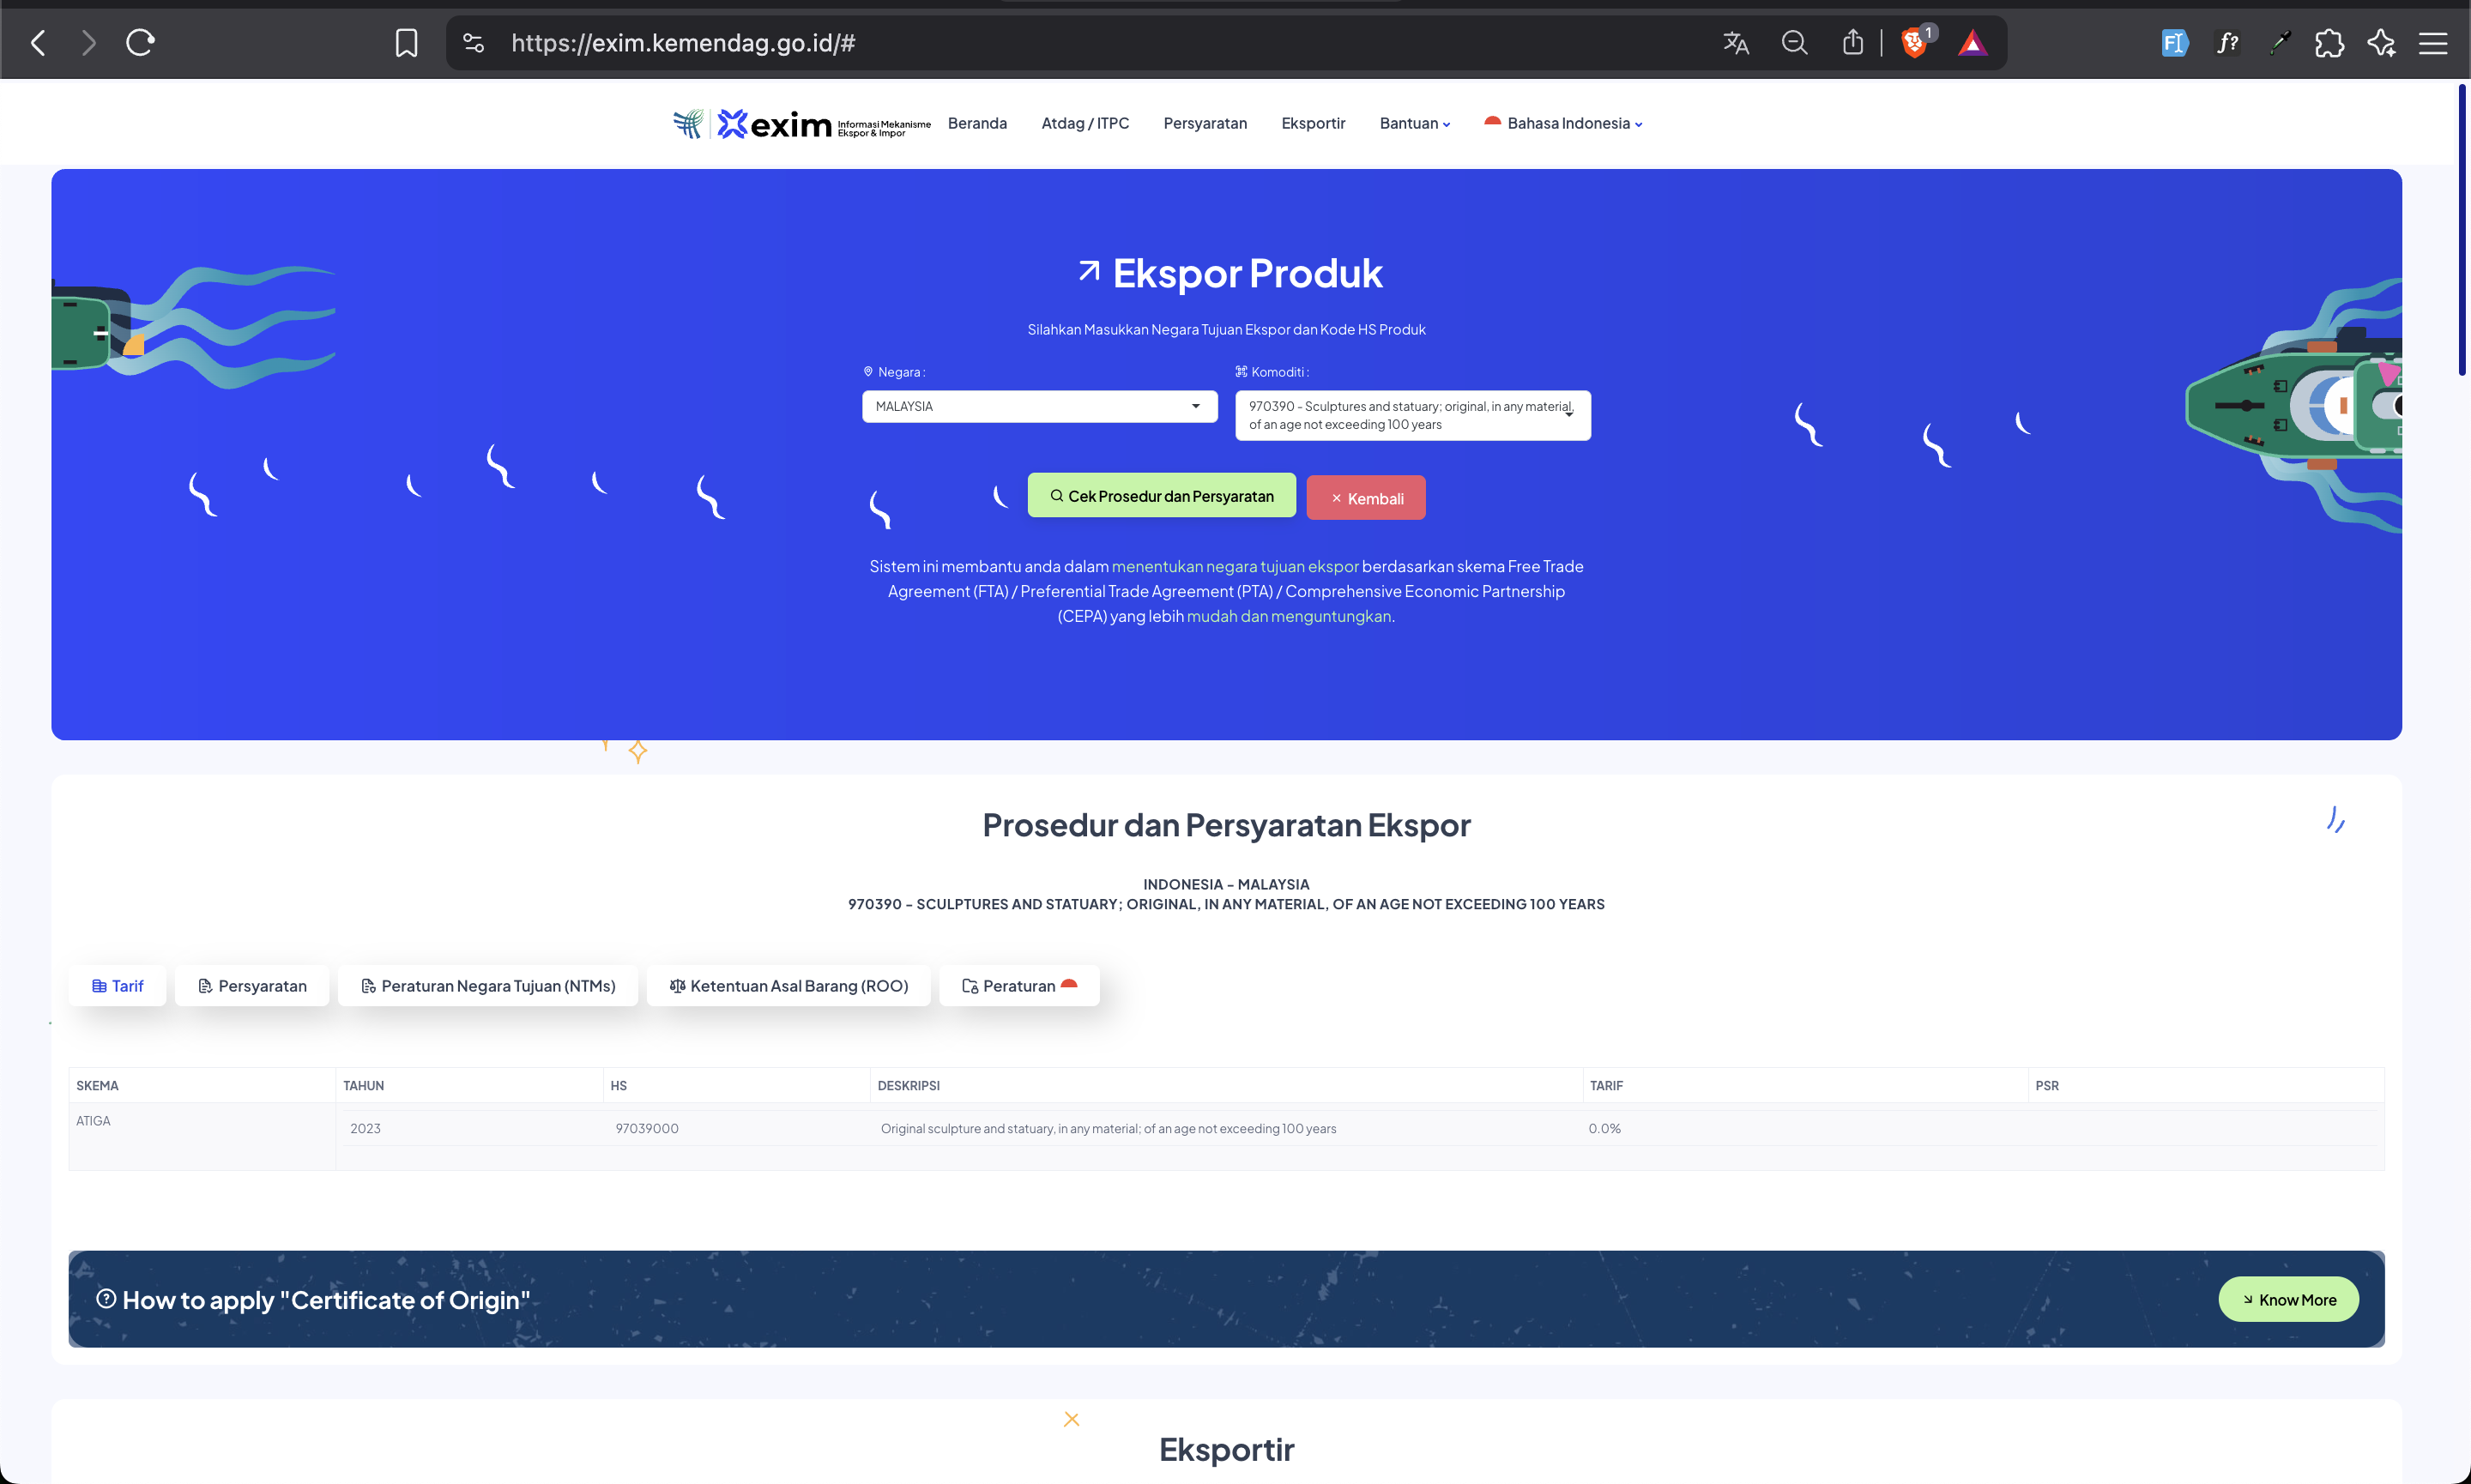 https://exim.kemendag.go.id/#
1
exim
Informasi Mekanisme
Ekspor & Impor
Beranda
Atdag / ITPC
Persyaratan
Eksportir
Bantuan
Bahasa Indonesia
Ekspor Produk
Silahkan Masukkan Negara Tujuan Ekspor dan Kode HS Produk
Negara :
Komoditi :
MALAYSIA
970390 - Sculptures and statuary; original, in any material,
of an age not exceeding 100 years
Cek Prosedur dan Persyaratan
Kembali
Sistem ini membantu anda dalam menentukan negara tujuan ekspor berdasarkan skema Free Trade
Agreement (FTA) / Preferential Trade Agreement (PTA) / Comprehensive Economic Partnership
(CEPA) yang lebih mudah dan menguntungkan.
Prosedur dan Persyaratan Ekspor
INDONESIA - MALAYSIA
970390 - SCULPTURES AND STATUARY; ORIGINAL, IN ANY MATERIAL, OF AN AGE NOT EXCEEDING 100 YEARS
Tarif
Persyaratan
Peraturan Negara Tujuan (NTMs)
Ketentuan Asal Barang (ROO)
Peraturan
SKEMA TAHUN HS DESKRIPSI TARIF PSR
ATIGA
2023 97039000 Original sculpture and statuary, in any material; of an age not exceeding 100 years 0.0%
How to apply "Certificate of Origin"
Know More
Eksportir